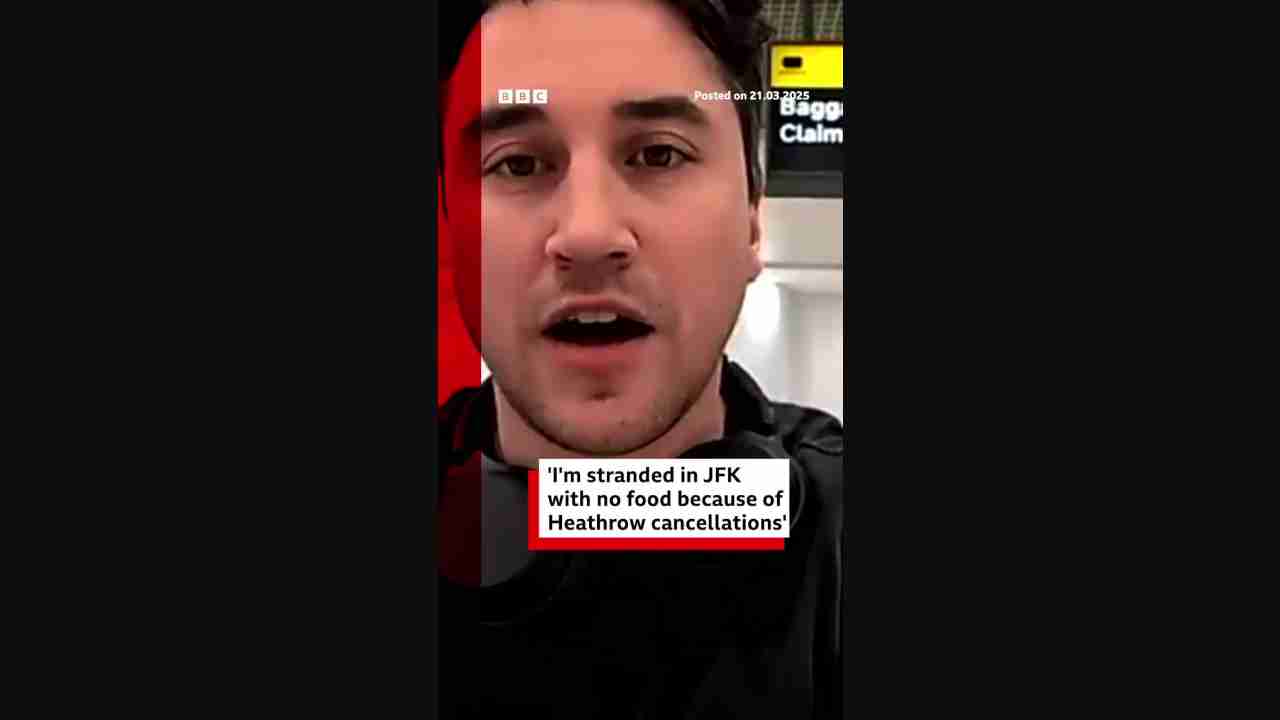 BBC
Posted on 21.03.2025
Claim
'I'm stranded in JFK
with no food because of
Heathrow cancellations'